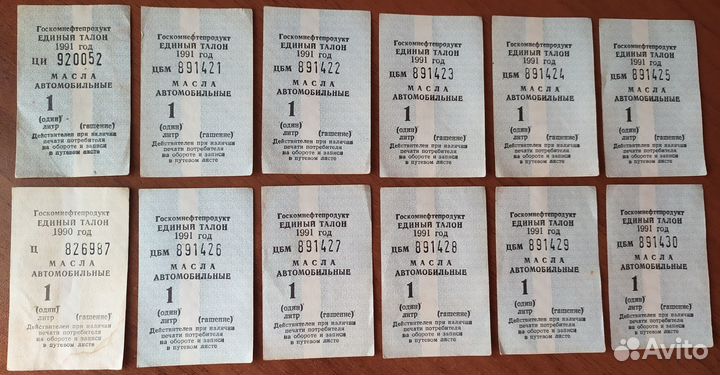 Госкомнефтепродукт
ЕДИНЫЙ ТАЛОН
1991 год
ЦИ 920052
МАСЛА
АВТОМОБИЛЬНЫЕ
1
(один)
литр (гашение)
Действителен при наличии
печати потребителя
на обороте и записи
в путевом листе
Госкомнефтепродукт
ЕДИНЫЙ ТАЛОН
1991 год
ЦБМ 891421
МАСЛА
АВТОМОБИЛЬНЫЕ
1
(один)
литр (гашение)
Действителен при наличии
печати потребителя
на обороте и записи
в путевом листе
Госкомнефтепродукт
ЕДИНЫЙ ТАЛОН
1991 год
ЦБМ 891422
МАСЛА
АВТОМОБИЛЬНЫЕ
1
(один)
литр (гашение)
Действителен при наличии
печати потребителя
на обороте и записи
в путевом листе
Госкомнефтепродукт
ЕДИНЫЙ ТАЛОН
1991 год
ЦБМ 891423
МАСЛА
АВТОМОБИЛЬНЫЕ
1
(один)
литр (гашение)
Действителен при наличии
печати потребителя
на обороте и записи
в путевом листе
Госкомнефтепродукт
ЕДИНЫЙ ТАЛОН
1991 год
ЦБМ 891424
МАСЛА
АВТОМОБИЛЬНЫЕ
1
(один)
литр (гашение)
Действителен при наличии
печати потребителя
на обороте и записи
в путевом листе
Госкомнефтепродукт
ЕДИНЫЙ ТАЛОН
1991 год
ЦБМ 891425
МАСЛА
АВТОМОБИЛЬНЫЕ
1
(один)
литр (гашение)
Действителен при наличии
печати потребителя
на обороте и записи
в путевом листе
Госкомнефтепродукт
ЕДИНЫЙ ТАЛОН
1990 год
Ц 826987
МАСЛА
АВТОМОБИЛЬНЫЕ
1
(один)
литр (гашение)
Действителен при наличии
печати потребителя
на обороте и записи
в путевом листе
Госкомнефтепродукт
ЕДИНЫЙ ТАЛОН
1991 год
ЦБМ 891426
МАСЛА
АВТОМОБИЛЬНЫЕ
1
(один)
литр (гашение)
Действителен при наличии
печати потребителя
на обороте и записи
в путевом листе
Госкомнефтепродукт
ЕДИНЫЙ ТАЛОН
1991 год
ЦБМ 891427
МАСЛА
АВТОМОБИЛЬНЫЕ
1
(один)
литр (гашение)
Действителен при наличии
печати потребителя
на обороте и записи
в путевом листе
Госкомнефтепродукт
ЕДИНЫЙ ТАЛОН
1991 год
ЦБМ 891428
МАСЛА
АВТОМОБИЛЬНЫЕ
1
(один)
литр (гашение)
Действителен при наличии
печати потребителя
на обороте и записи
в путевом листе
Госкомнефтепродукт
ЕДИНЫЙ ТАЛОН
1991 год
ЦБМ 891429
МАСЛА
АВТОМОБИЛЬНЫЕ
1
(один)
литр (гашение)
Действителен при наличии
печати потребителя
на обороте и записи
в путевом листе
Госкомнефтепродукт
ЕДИНЫЙ ТАЛОН
1991 год
ЦБМ 891430
МАСЛА
АВТОМОБИЛЬНЫЕ
1
(один)
литр (гашение)
Действителен при наличии
печати потребителя
на обороте и записи
в путевом листе
Avito